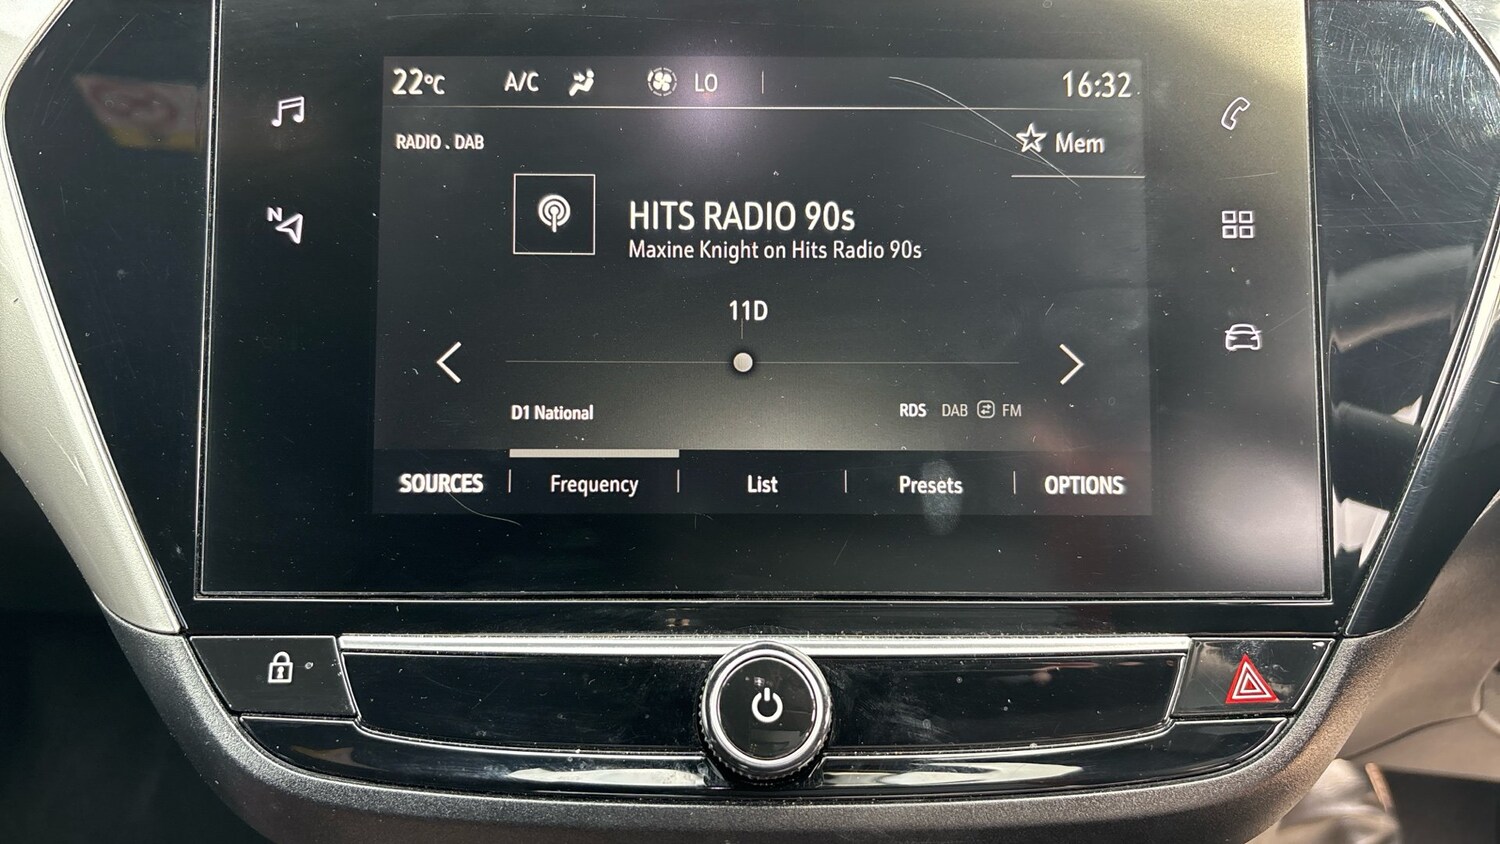 22°C A/C LO 16:32
RADIO . DAB
Mem
HITS RADIO 90s
Maxine Knight on Hits Radio 90s
N
11D
D1 National RDS DAB FM
SOURCES Frequency List Presets OPTIONS